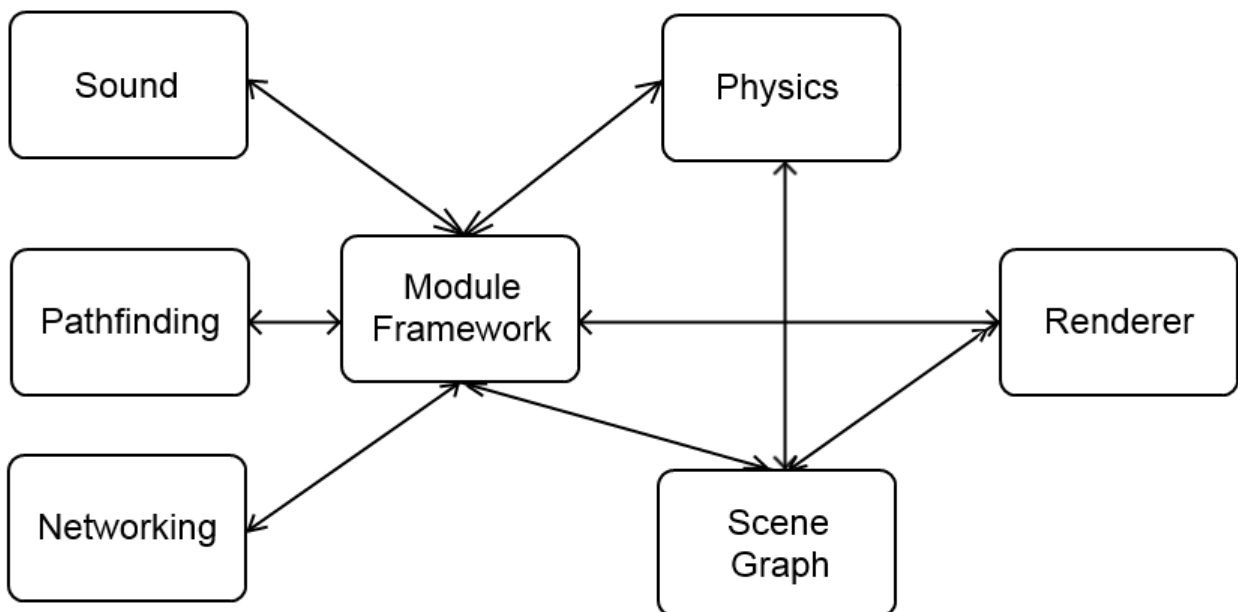 Sound
Physics
Module
Framework
Pathfinding
Renderer
Networking
Scene
Graph